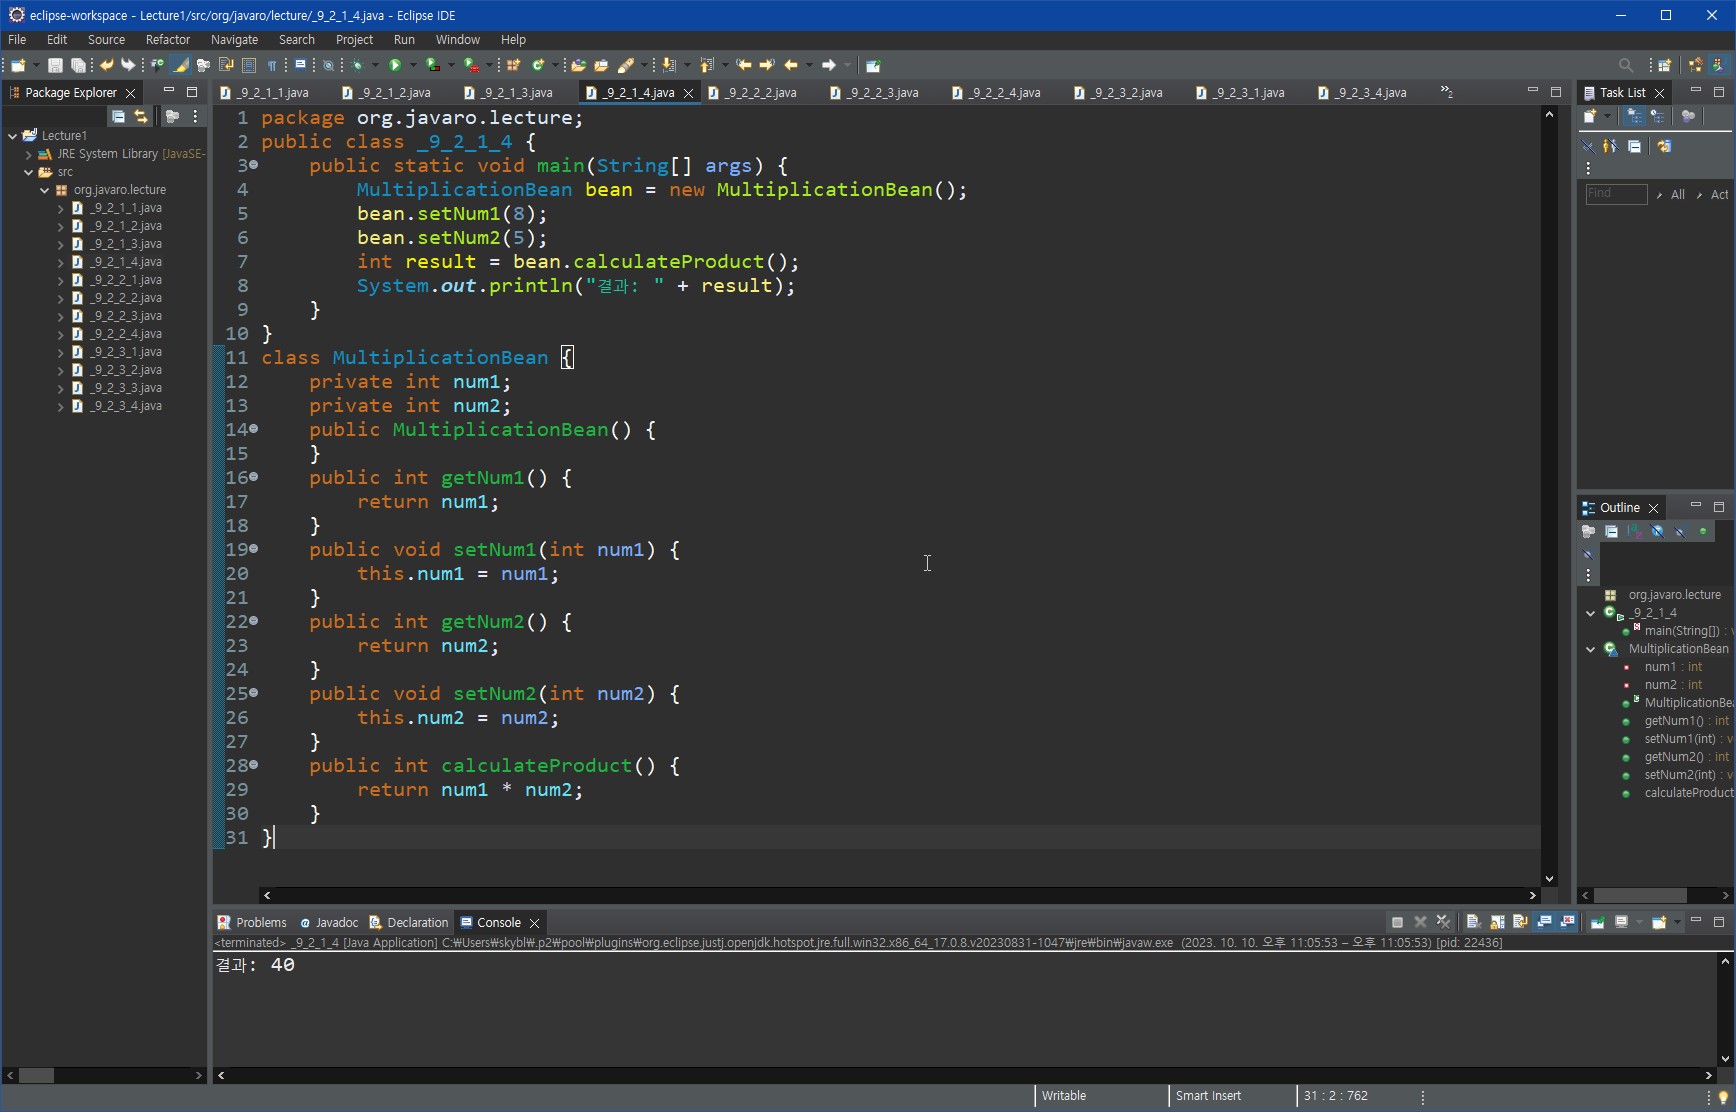 eclipse-workspace - Lecture1/src/org/javaro/lecture/_9_2_1_4.java - Eclipse IDE
File Edit Source Refactor Navigate Search Project Run Window Help
Package Explorer
_9_2_1_1.java _9_2_1_2.java _9_2_1_3.java _9_2_1_4.java _9_2_2_2.java _9_2_2_3.java _9_2_2_4.java _9_2_3_2.java _9_2_3_1.java _9_2_3_4.java »2
Lecture1
JRE System Library [JavaSE-
src
org.javaro.lecture
_9_2_1_1.java
_9_2_1_2.java
_9_2_1_3.java
_9_2_1_4.java
_9_2_2_1.java
_9_2_2_2.java
_9_2_2_3.java
_9_2_2_4.java
_9_2_3_1.java
_9_2_3_2.java
_9_2_3_3.java
_9_2_3_4.java
1 package org.javaro.lecture;
2 public class _9_2_1_4 {
3 public static void main(String[] args) {
4 MultiplicationBean bean = new MultiplicationBean();
5 bean.setNum1(8);
6 bean.setNum2(5);
7 int result = bean.calculateProduct();
8 System.out.println("결과: " + result);
9 }
10 }
11 class MultiplicationBean {
12 private int num1;
13 private int num2;
14 public MultiplicationBean() {
15 }
16 public int getNum1() {
17 return num1;
18 }
19 public void setNum1(int num1) {
20 this.num1 = num1;
21 }
22 public int getNum2() {
23 return num2;
24 }
25 public void setNum2(int num2) {
26 this.num2 = num2;
27 }
28 public int calculateProduct() {
29 return num1 * num2;
30 }
31 }
Task List
Find All Act
Outline
org.javaro.lecture
_9_2_1_4
main(String[]) : v
MultiplicationBean
num1 : int
num2 : int
MultiplicationBea
getNum1() : int
setNum1(int) : v
getNum2() : int
setNum2(int) : v
calculateProduct
Problems @ Javadoc Declaration Console
<terminated> _9_2_1_4 [Java Application] C:₩Users₩skybl₩.p2₩pool₩plugins₩org.eclipse.justj.openjdk.hotspot.jre.full.win32.x86_64_17.0.8.v20230831-1047₩jre₩bin₩javaw.exe (2023. 10. 10. 오후 11:05:53 – 오후 11:05:53) [pid: 22436]
결과: 40
Writable Smart Insert 31 : 2 : 762